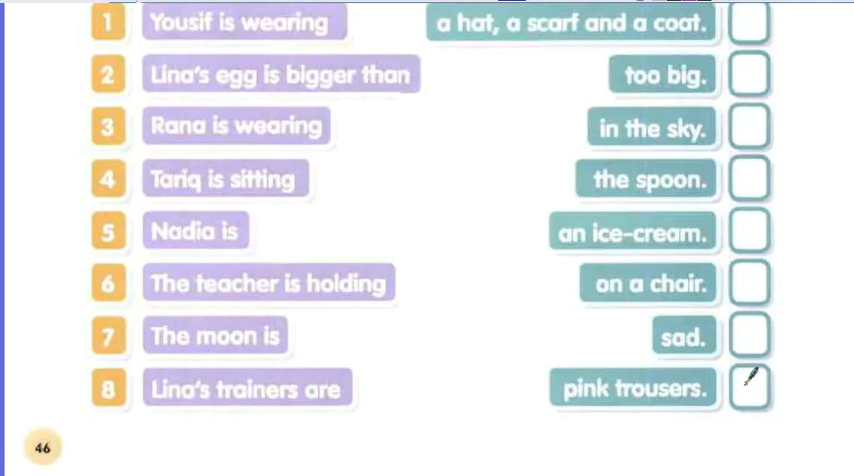 1 Yousif is wearing a hat, a scarf and a coat.
2 Lina's egg is bigger than too big.
3 Rana is wearing in the sky.
4 Tariq is sitting the spoon.
5 Nadia is an ice-cream.
6 The teacher is holding on a chair.
7 The moon is sad.
8 Lina's trainers are pink trousers.
46